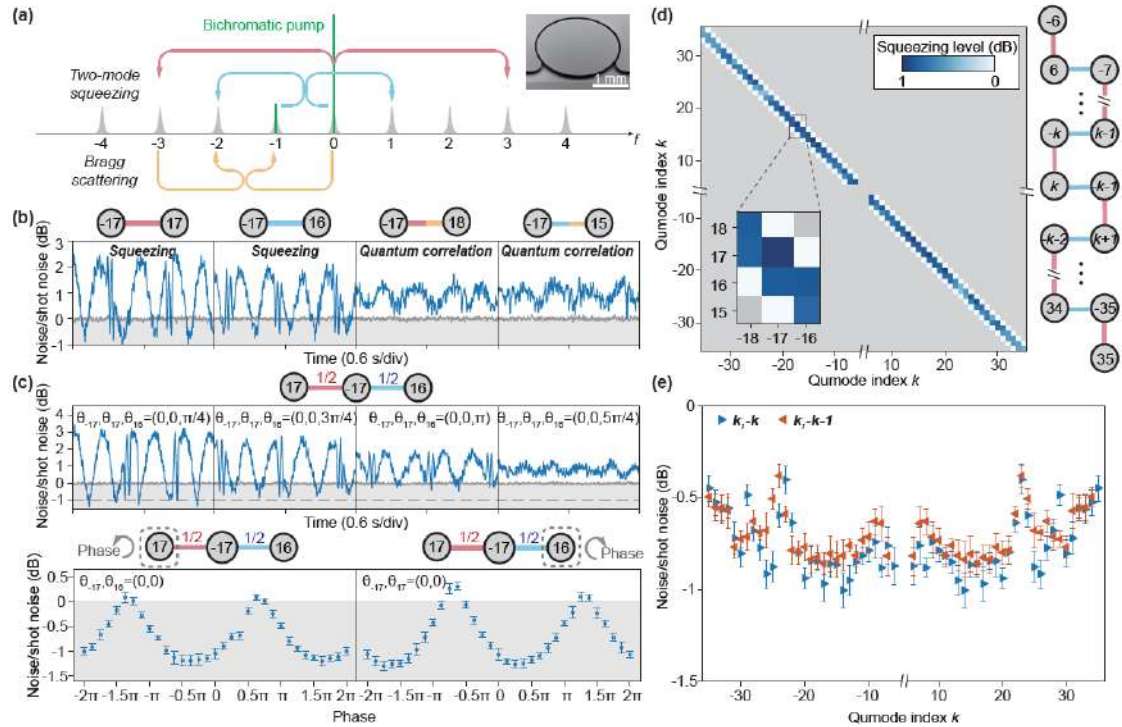 (a)
Bichromatic pump
1 mm
Two-mode
squeezing
-4 -3 -2 -1 0 1 2 3 4 f
Bragg
scattering
(b)
-17 17 -17 16 -17 18 -17 15
Squeezing Squeezing Quantum correlation Quantum correlation
Noise/shot noise (dB)
3
2
1
0
-1
Time (0.6 s/div)
(c)
17 1/2 -17 1/2 16
θ₋₁₇,θ₁₇,θ₁₆=(0,0,π/4) θ₋₁₇,θ₁₇,θ₁₆=(0,0,3π/4) θ₋₁₇,θ₁₇,θ₁₆=(0,0,π) θ₋₁₇,θ₁₇,θ₁₆=(0,0,5π/4)
Noise/shot noise (dB)
4
3
2
1
0
-1
Time (0.6 s/div)
Phase 17 1/2 -17 1/2 16
17 1/2 -17 1/2 16 Phase
θ₋₁₇,θ₁₆=(0,0) θ₋₁₇,θ₁₇=(0,0)
Noise/shot noise (dB)
0.5
0
-0.5
-1
-1.5
-2π -1.5π -π -0.5π 0 0.5π π 1.5π 2π -2π -1.5π -π -0.5π 0 0.5π π 1.5π 2π
Phase
(d)
Squeezing level (dB)
1 0
Qumode index k
30
20
10
-10
-20
-30
18
17
16
15
-18 -17 -16
-30 -20 -10 10 20 30
Qumode index k
-6
6 -7
-k k-1
k -k-1
-k-2 k+1
34 -35
35
(e)
k,-k k,-k-1
Noise/shot noise (dB)
0
-0.5
-1
-1.5
-30 -20 -10 10 20 30
Qumode index k